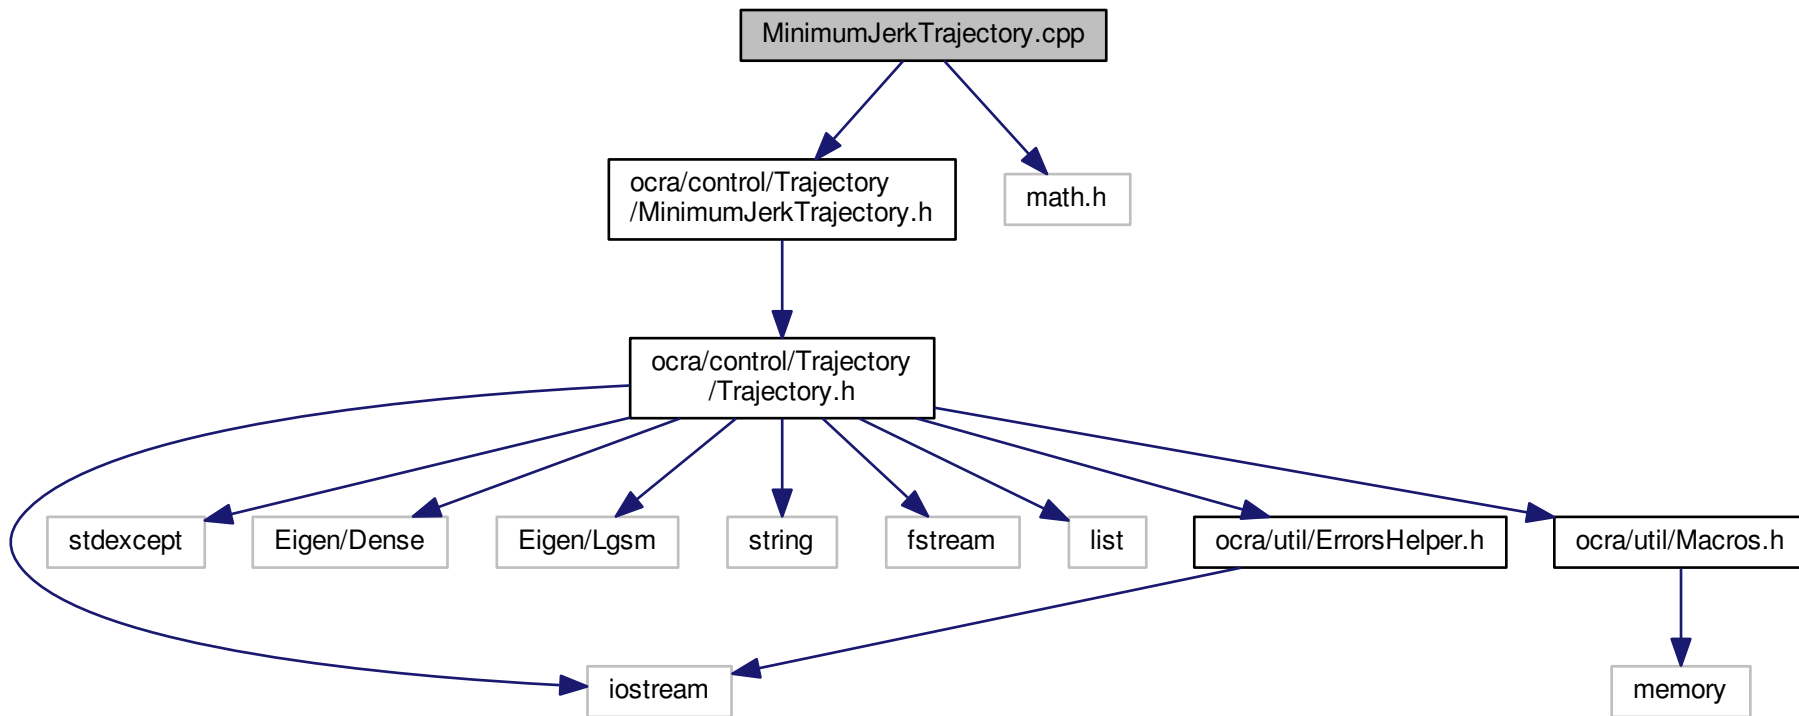 MinimumJerkTrajectory.cpp
ocra/control/Trajectory
/MinimumJerkTrajectory.h
math.h
ocra/control/Trajectory
/Trajectory.h
stdexcept
Eigen/Dense
Eigen/Lgsm
string
fstream
list
ocra/util/ErrorsHelper.h
ocra/util/Macros.h
iostream
memory